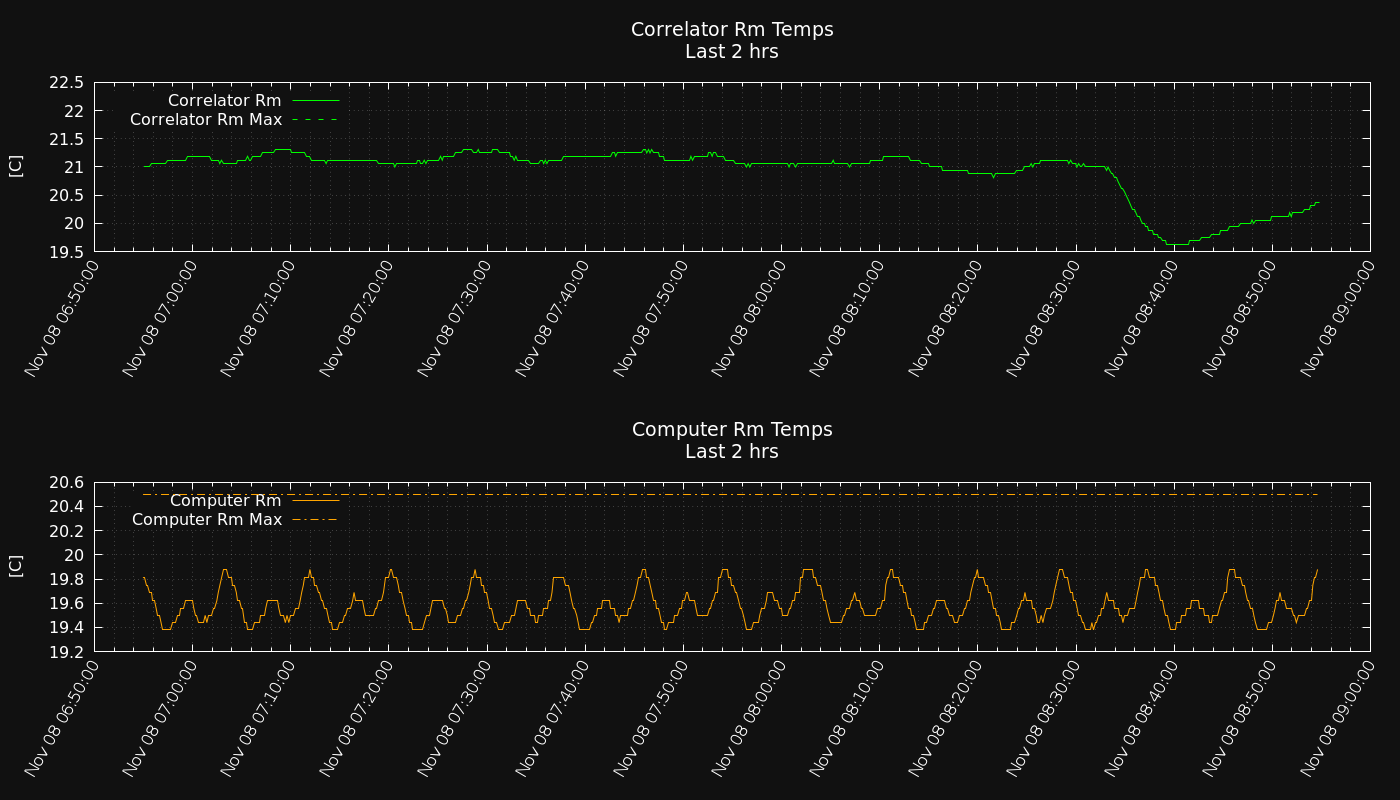 Correlator Rm Temps
Last 2 hrs
22.5
22
21.5
21
20.5
20
19.5
[C]
Correlator Rm
Correlator Rm Max
Nov 08 06:50:00
Nov 08 07:00:00
Nov 08 07:10:00
Nov 08 07:20:00
Nov 08 07:30:00
Nov 08 07:40:00
Nov 08 07:50:00
Nov 08 08:00:00
Nov 08 08:10:00
Nov 08 08:20:00
Nov 08 08:30:00
Nov 08 08:40:00
Nov 08 08:50:00
Nov 08 09:00:00
Computer Rm Temps
Last 2 hrs
20.6
20.4
20.2
20
19.8
19.6
19.4
19.2
[C]
Computer Rm
Computer Rm Max
Nov 08 06:50:00
Nov 08 07:00:00
Nov 08 07:10:00
Nov 08 07:20:00
Nov 08 07:30:00
Nov 08 07:40:00
Nov 08 07:50:00
Nov 08 08:00:00
Nov 08 08:10:00
Nov 08 08:20:00
Nov 08 08:30:00
Nov 08 08:40:00
Nov 08 08:50:00
Nov 08 09:00:00